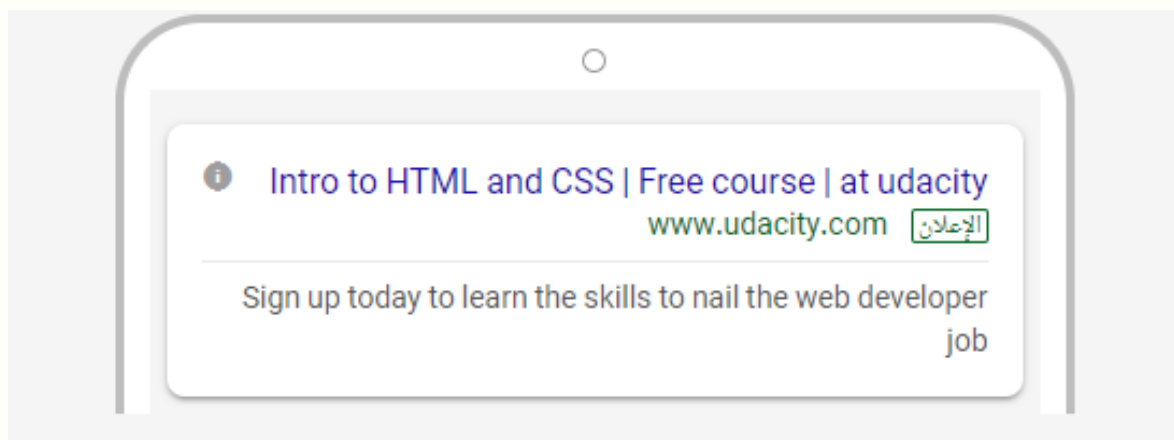 Intro to HTML and CSS | Free course | at udacity
www.udacity.com الإعلان
Sign up today to learn the skills to nail the web developer
job